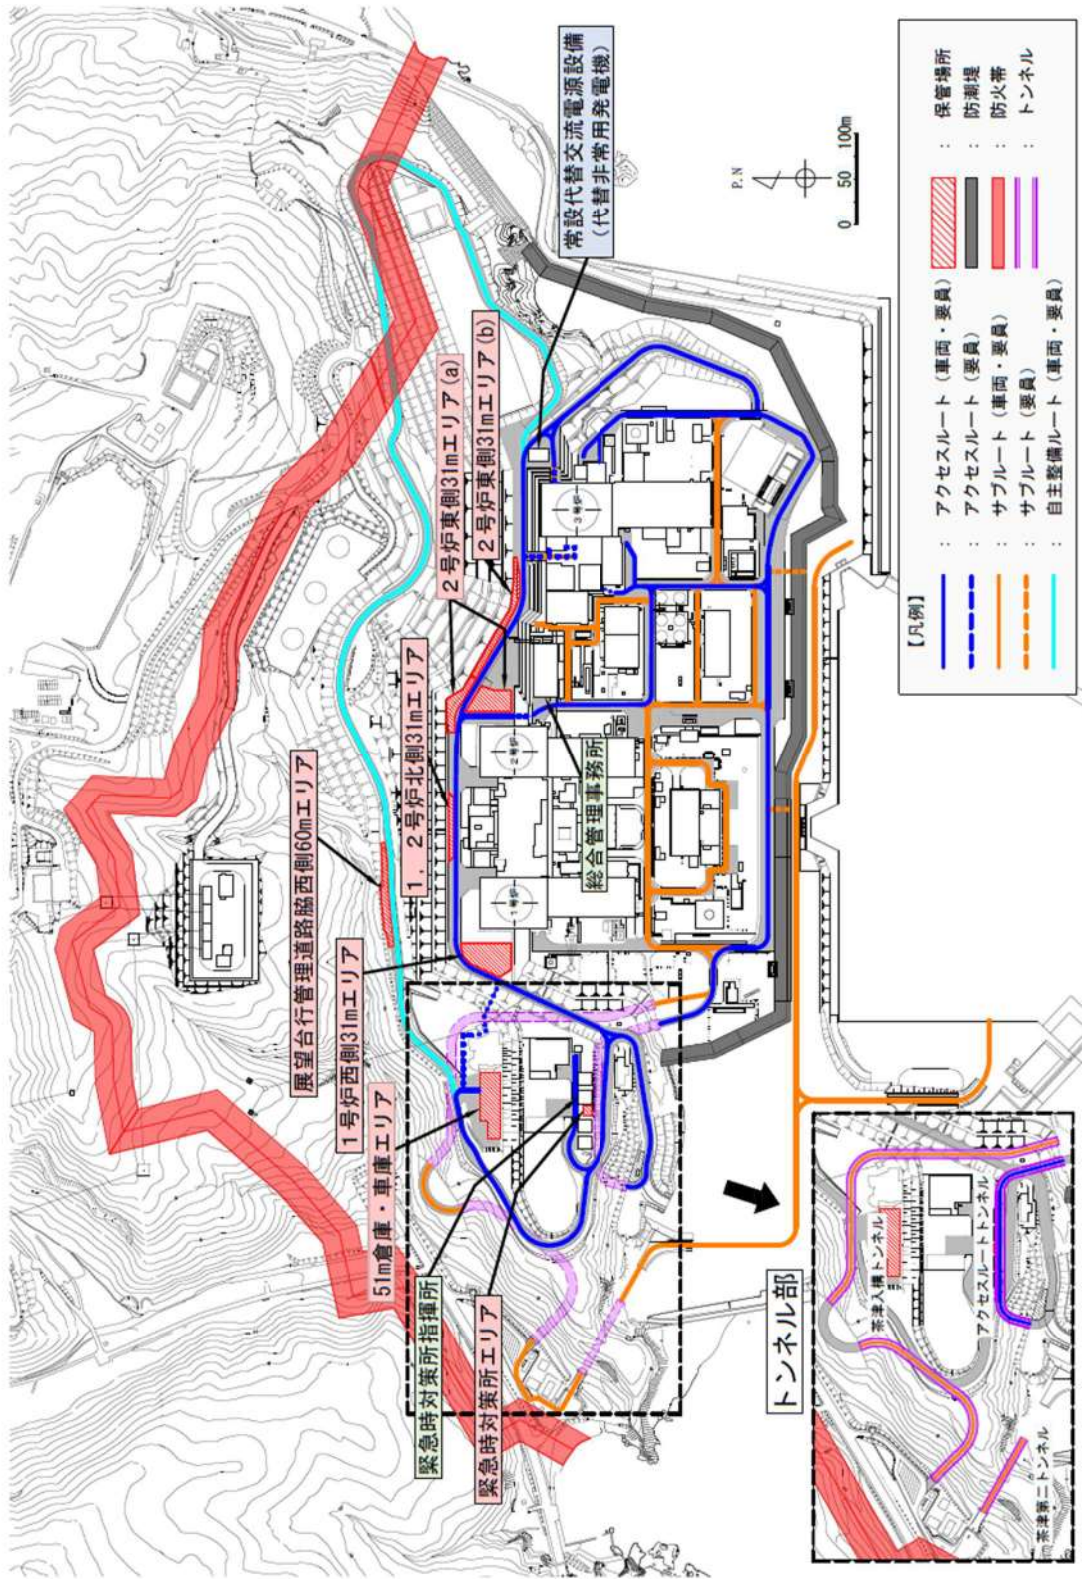 展望台行管理道路脇西側60mエリア
1号炉西側31mエリア
51m倉庫・車庫エリア
緊急時対策所指揮所
緊急時対策所エリア
1，2号炉北側31mエリア
2号炉東側31mエリア(a)
2号炉東側31mエリア(b)
常設代替交流電源設備
（代替非常用発電機）
総合管理事務所
1号炉
2号炉
3号炉
P.N
0 50 100m
トンネル部
茶津入構トンネル
アクセスルートトンネル
茶津第二トンネル
【凡例】
： アクセスルート（車両・要員）
： アクセスルート（要員）
： サブルート（車両・要員）
： サブルート（要員）
： 自主整備ルート（車両・要員）
： 保管場所
： 防潮堤
： 防火帯
： トンネル